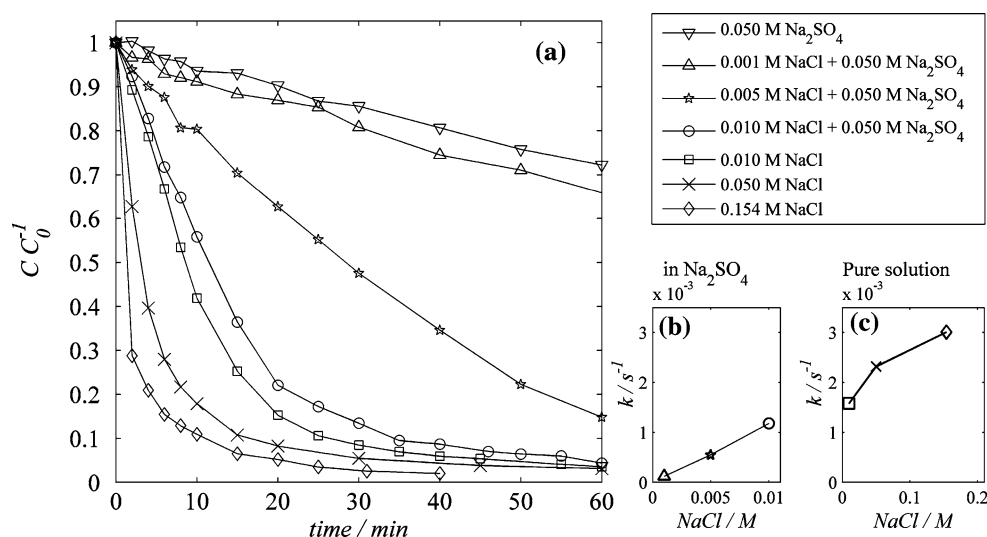 (a)
1
0.9
0.8
0.7
0.6
0.5
0.4
0.3
0.2
0.1
0
0 10 20 30 40 50 60
C C₀⁻¹
time / min
0.050 M Na₂SO₄
0.001 M NaCl + 0.050 M Na₂SO₄
0.005 M NaCl + 0.050 M Na₂SO₄
0.010 M NaCl + 0.050 M Na₂SO₄
0.010 M NaCl
0.050 M NaCl
0.154 M NaCl
in Na₂SO₄
x 10⁻³
(b)
3
2
1
0
0 0.005 0.01
k / s⁻¹
NaCl / M
Pure solution
x 10⁻³
(c)
3
2
1
0
0 0.1 0.2
k / s⁻¹
NaCl / M